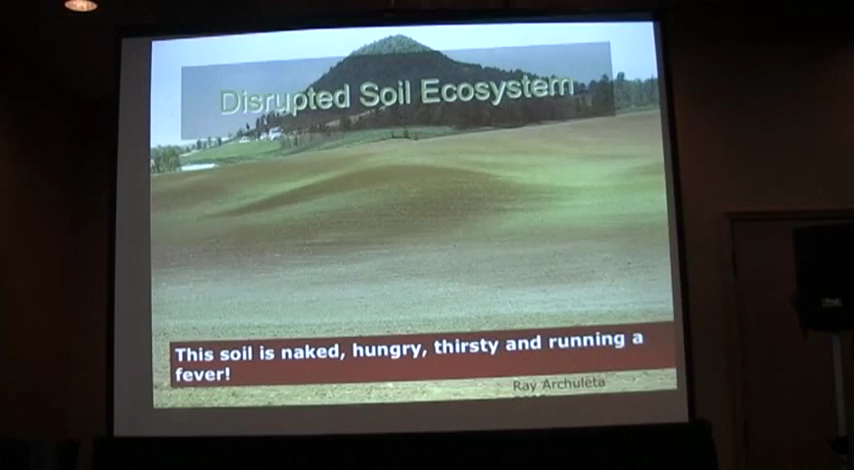 Disrupted Soil Ecosystem
This soil is naked, hungry, thirsty and running a
fever!
Ray Archuleta